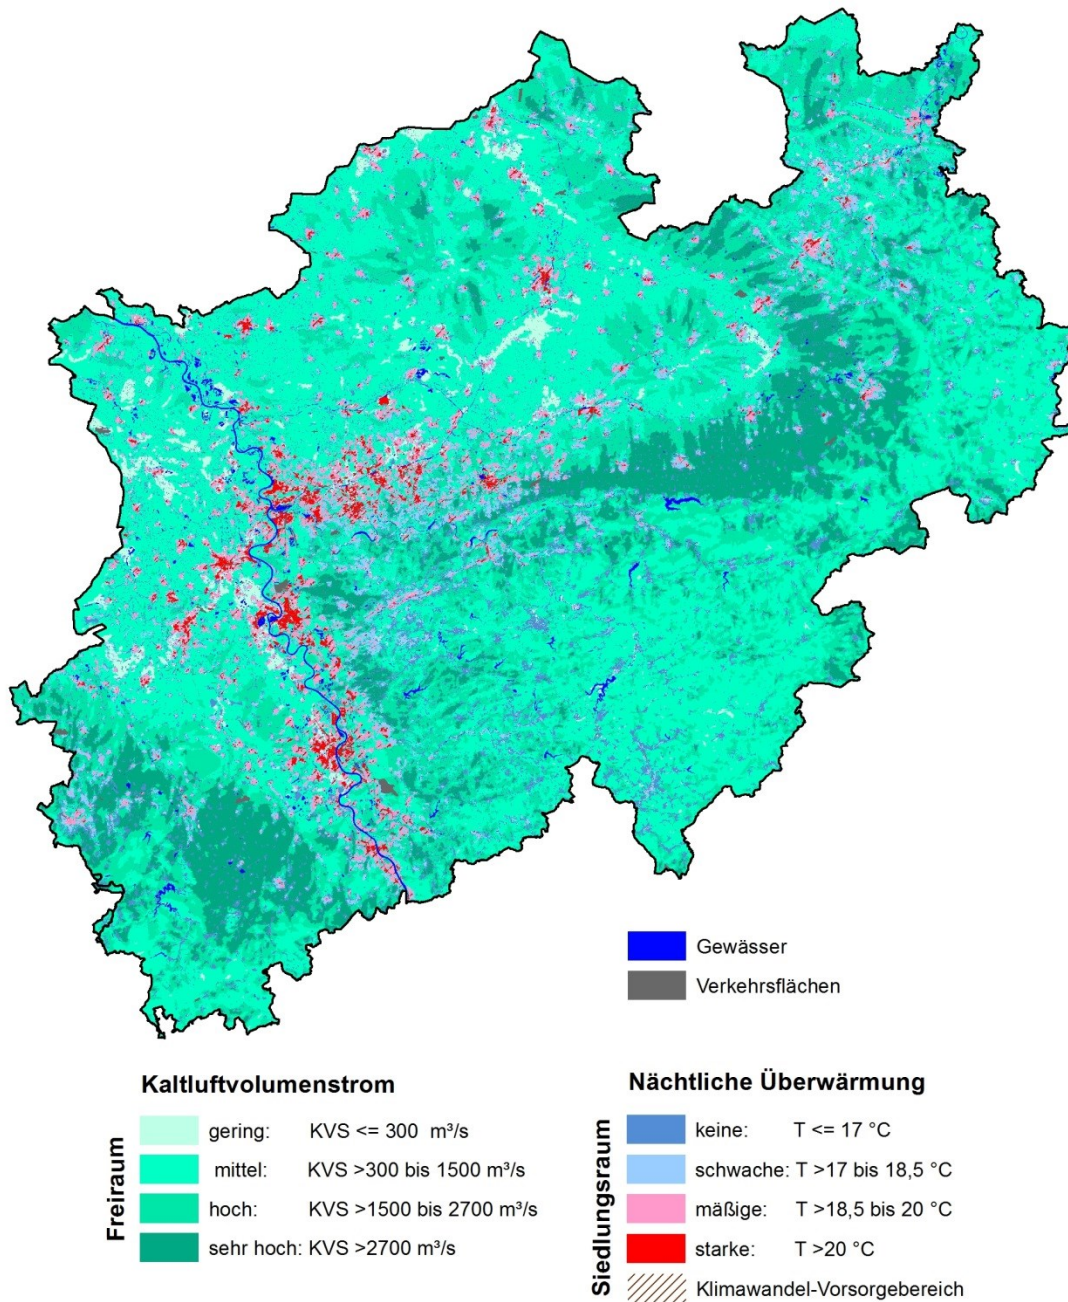 Gewässer
Verkehrsflächen
Kaltluftvolumenstrom
Freiraum
gering: KVS <= 300 m³/s
mittel: KVS >300 bis 1500 m³/s
hoch: KVS >1500 bis 2700 m³/s
sehr hoch: KVS >2700 m³/s
Nächtliche Überwärmung
Siedlungsraum
keine: T <= 17 °C
schwache: T >17 bis 18,5 °C
mäßige: T >18,5 bis 20 °C
starke: T >20 °C
Klimawandel-Vorsorgebereich